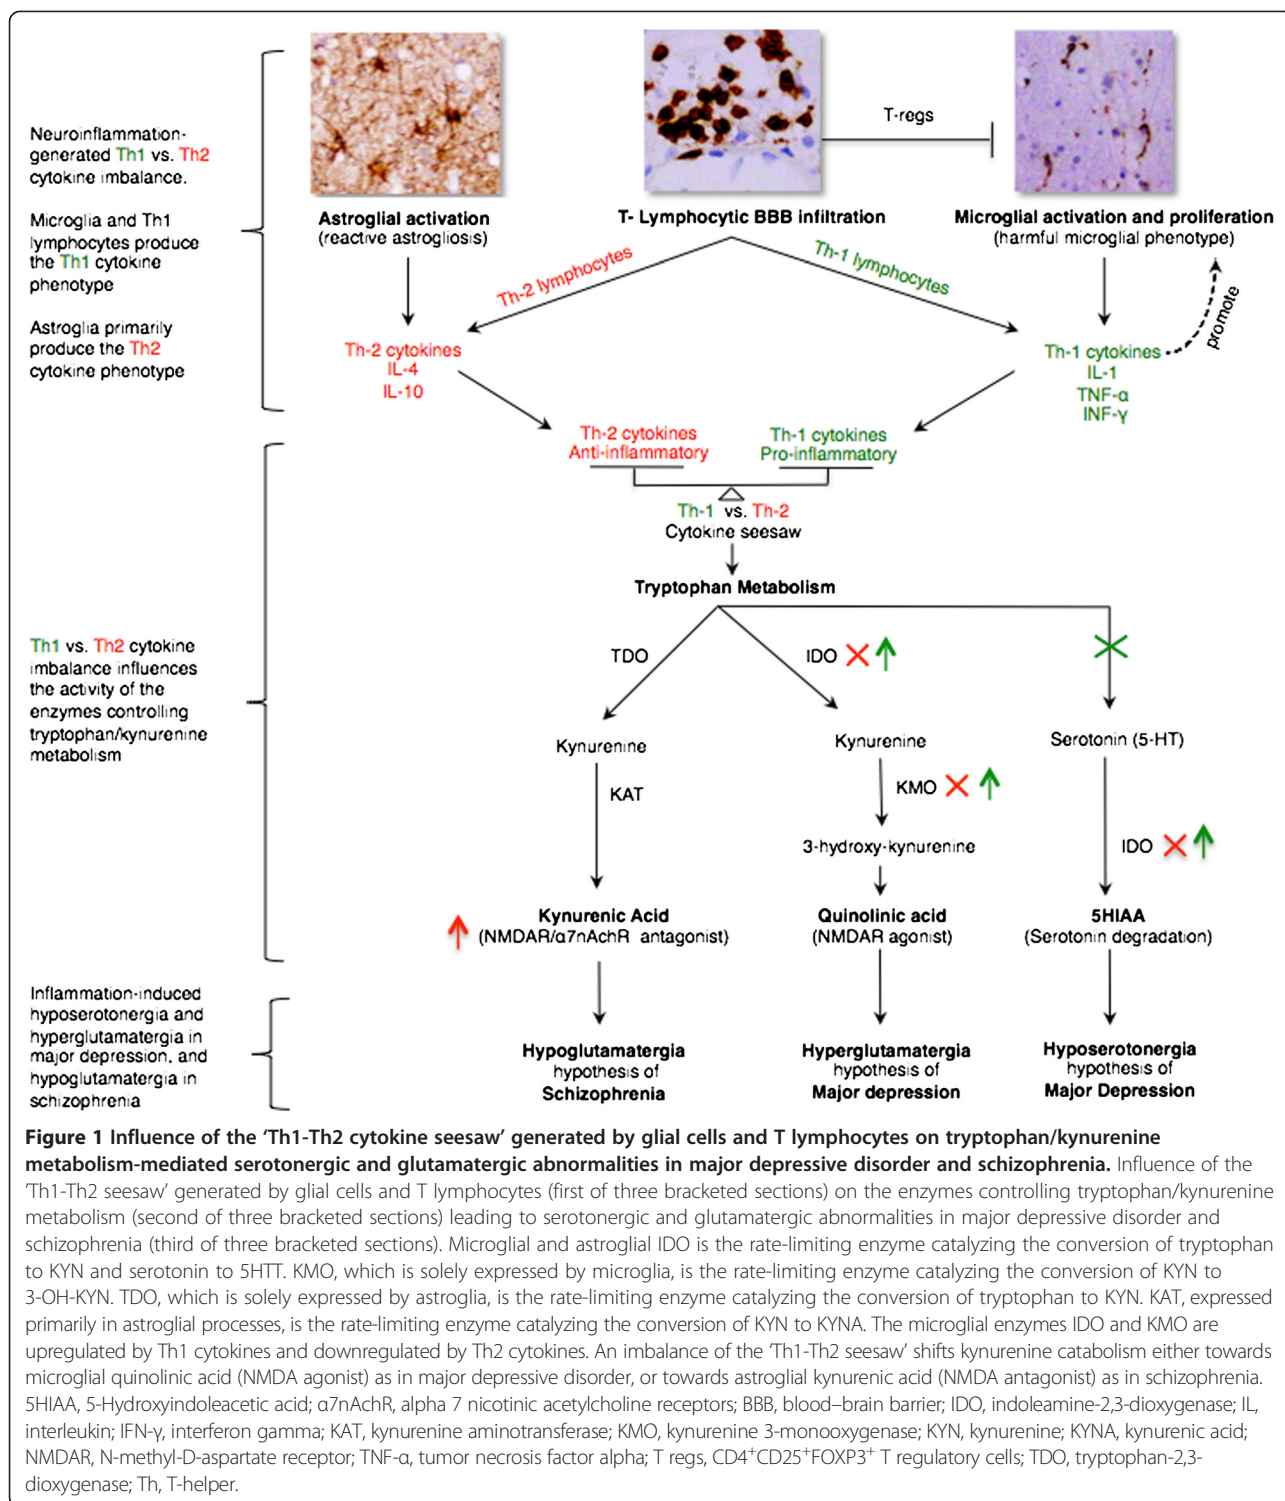 T-regs
Neuroinflammation-
generated Th1 vs. Th2
cytokine imbalance.
Microglia and Th1
lymphocytes produce
the Th1 cytokine
phenotype
Astroglia primarily
produce the Th2
cytokine phenotype
Astroglial activation
(reactive astrogliosis)
T- Lymphocytic BBB infiltration
Microglial activation and proliferation
(harmful microglial phenotype)
Th-2 lymphocytes
Th-1 lymphocytes
promote
Th-2 cytokines
IL-4
IL-10
Th-1 cytokines
IL-1
TNF-α
INF-γ
Th-2 cytokines
Anti-inflammatory
Th-1 cytokines
Pro-inflammatory
Th-1 vs. Th-2
Cytokine seesaw
Tryptophan Metabolism
Th1 vs. Th2 cytokine
imbalance influences
the activity of the
enzymes controlling
tryptophan/kynurenine
metabolism
TDO
IDO
Kynurenine
Kynurenine
Serotonin (5-HT)
KAT
KMO
3-hydroxy-kynurenine
IDO
Kynurenic Acid
(NMDAR/α7nAchR antagonist)
Quinolinic acid
(NMDAR agonist)
5HIAA
(Serotonin degradation)
Inflammation-induced
hyposerotonergia and
hyperglutamatergia in
major depression, and
hypoglutamatergia in
schizophrenia
Hypoglutamatergia
hypothesis of
Schizophrenia
Hyperglutamatergia
hypothesis of
Major depression
Hyposerotonergia
hypothesis of
Major Depression
Figure 1 Influence of the ‘Th1-Th2 cytokine seesaw’ generated by glial cells and T lymphocytes on tryptophan/kynurenine
metabolism-mediated serotonergic and glutamatergic abnormalities in major depressive disorder and schizophrenia. Influence of the
‘Th1-Th2 seesaw’ generated by glial cells and T lymphocytes (first of three bracketed sections) on the enzymes controlling tryptophan/kynurenine
metabolism (second of three bracketed sections) leading to serotonergic and glutamatergic abnormalities in major depressive disorder and
schizophrenia (third of three bracketed sections). Microglial and astroglial IDO is the rate-limiting enzyme catalyzing the conversion of tryptophan
to KYN and serotonin to 5HTT. KMO, which is solely expressed by microglia, is the rate-limiting enzyme catalyzing the conversion of KYN to
3-OH-KYN. TDO, which is solely expressed by astroglia, is the rate-limiting enzyme catalyzing the conversion of tryptophan to KYN. KAT, expressed
primarily in astroglial processes, is the rate-limiting enzyme catalyzing the conversion of KYN to KYNA. The microglial enzymes IDO and KMO are
upregulated by Th1 cytokines and downregulated by Th2 cytokines. An imbalance of the ‘Th1-Th2 seesaw’ shifts kynurenine catabolism either towards
microglial quinolinic acid (NMDA agonist) as in major depressive disorder, or towards astroglial kynurenic acid (NMDA antagonist) as in schizophrenia.
5HIAA, 5-Hydroxyindoleacetic acid; α7nAchR, alpha 7 nicotinic acetylcholine receptors; BBB, blood–brain barrier; IDO, indoleamine-2,3-dioxygenase; IL,
interleukin; IFN-γ, interferon gamma; KAT, kynurenine aminotransferase; KMO, kynurenine 3-monooxygenase; KYN, kynurenine; KYNA, kynurenic acid;
NMDAR, N-methyl-D-aspartate receptor; TNF-α, tumor necrosis factor alpha; T regs, CD4⁺CD25⁺FOXP3⁺ T regulatory cells; TDO, tryptophan-2,3-
dioxygenase; Th, T-helper.